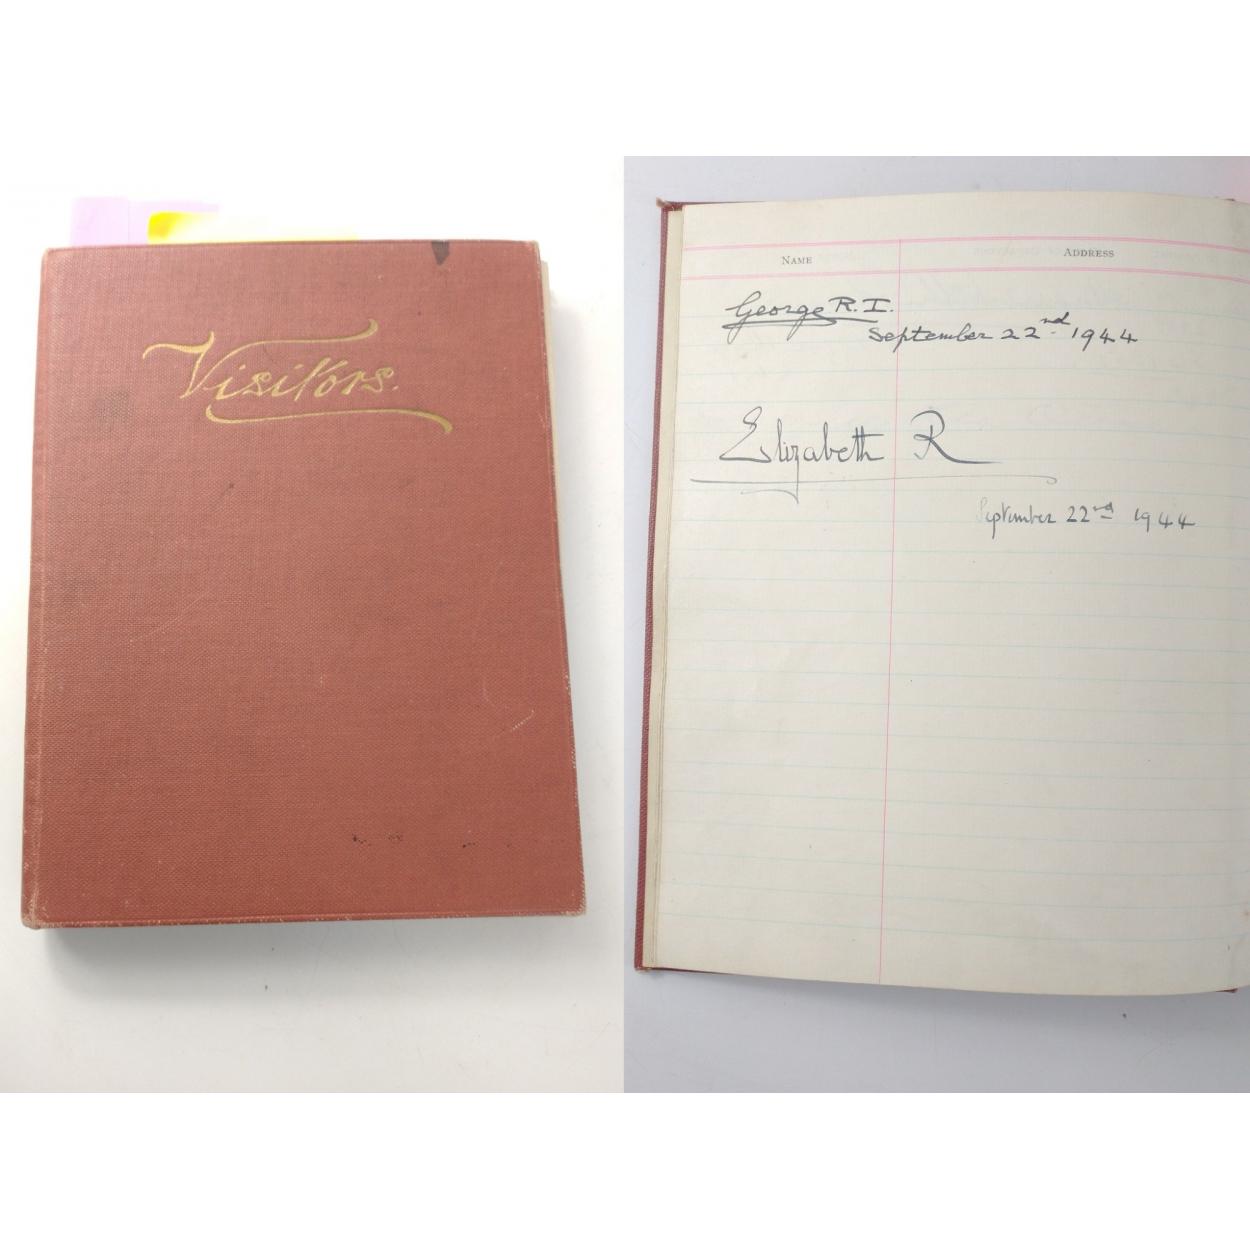 Visitors.
NAME ADDRESS
George R.I.
September 22nd 1944
Elizabeth R
September 22nd 1944